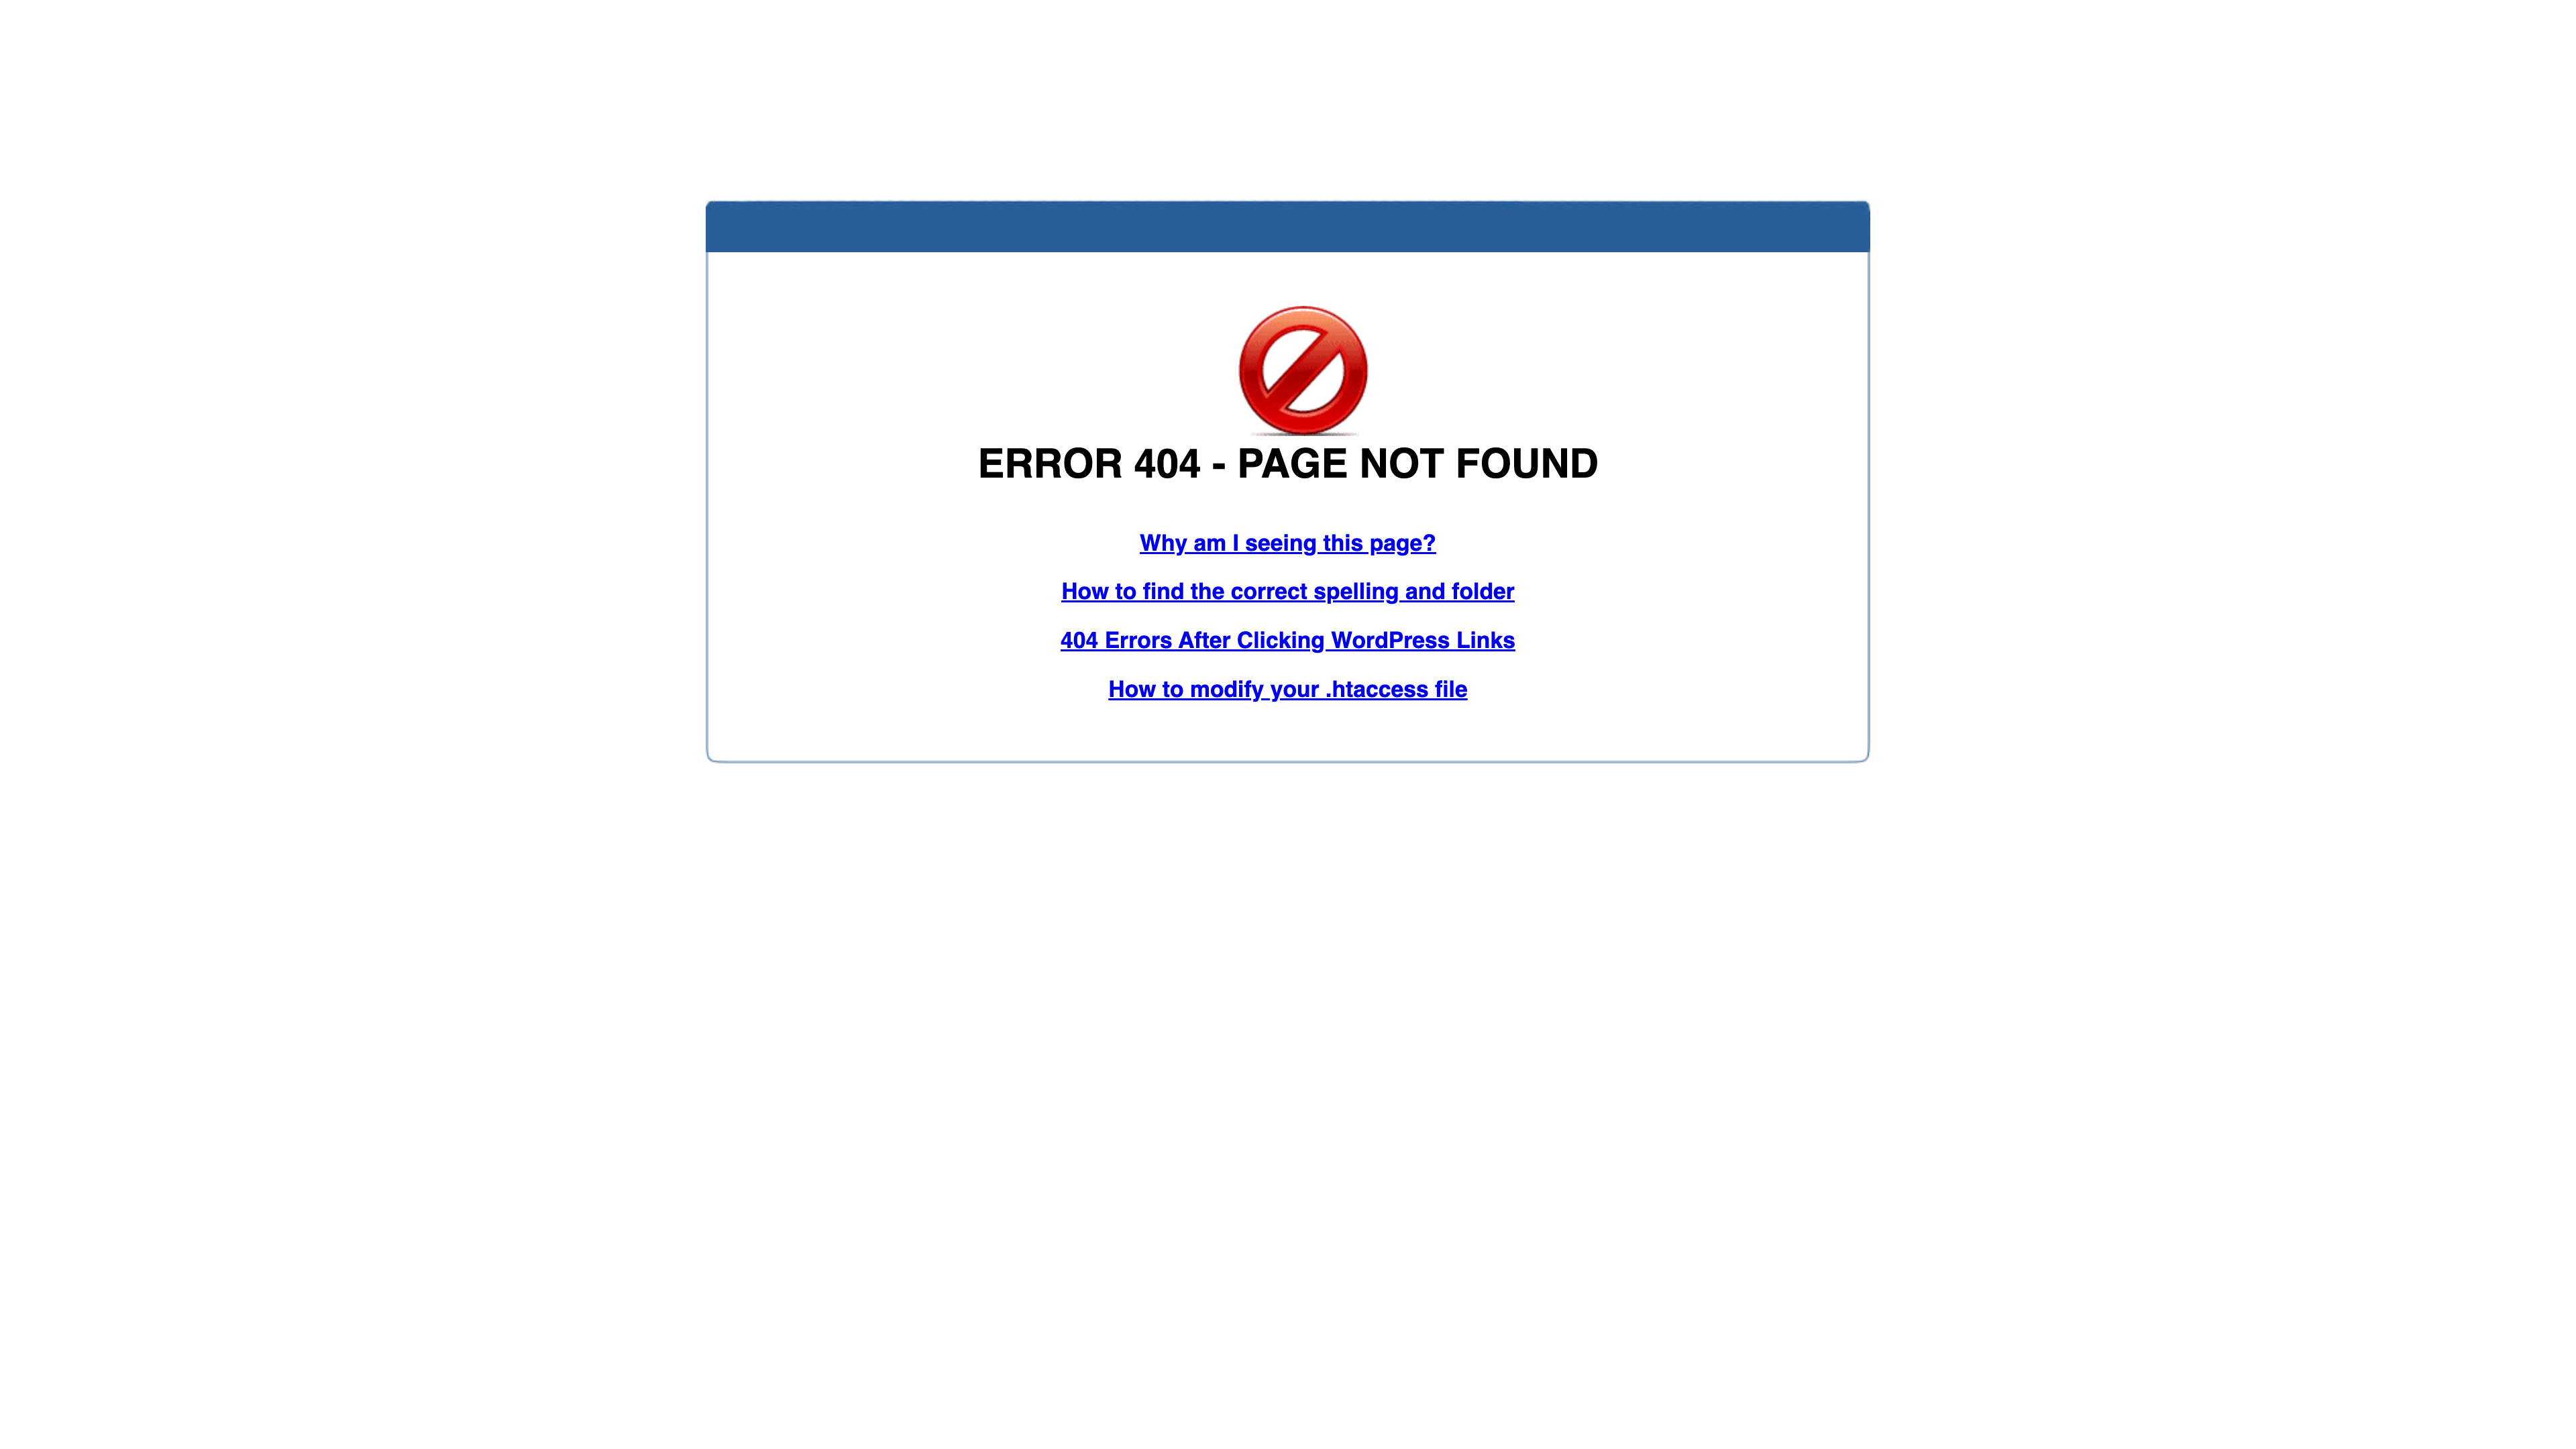 ERROR 404 - PAGE NOT FOUND
Why am I seeing this page?
How to find the correct spelling and folder
404 Errors After Clicking WordPress Links
How to modify your .htaccess file